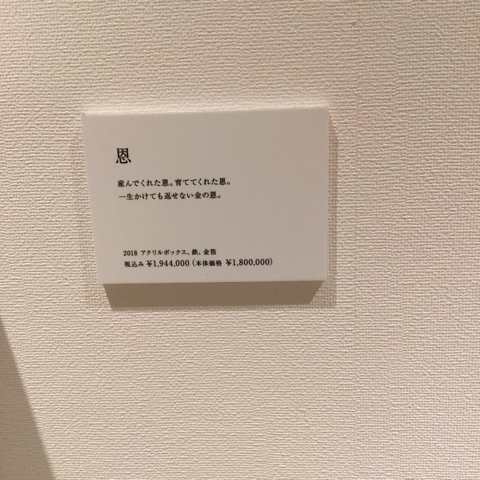 恩
産んでくれた恩。育ててくれた恩。
一生かけても返せない金の恩。
2018 アクリルボックス、鉄、金箔
税込み ¥1,944,000（本体価格 ¥1,800,000）